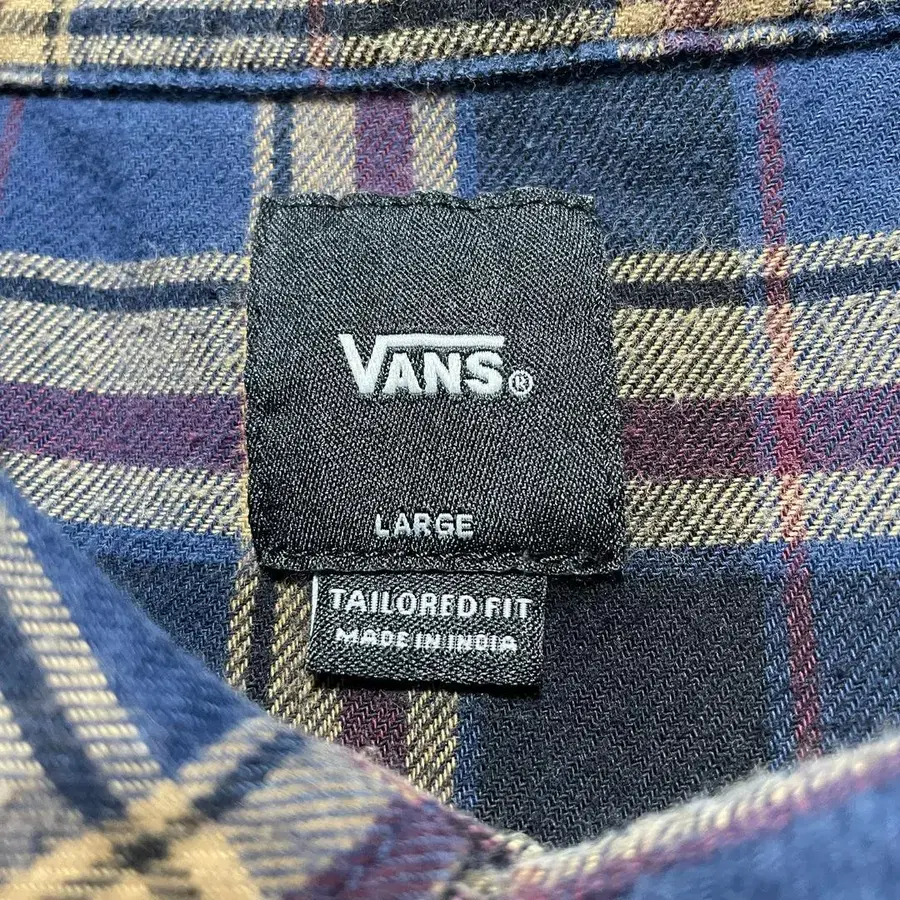 VANS®
LARGE
TAILORED FIT
MADE IN INDIA